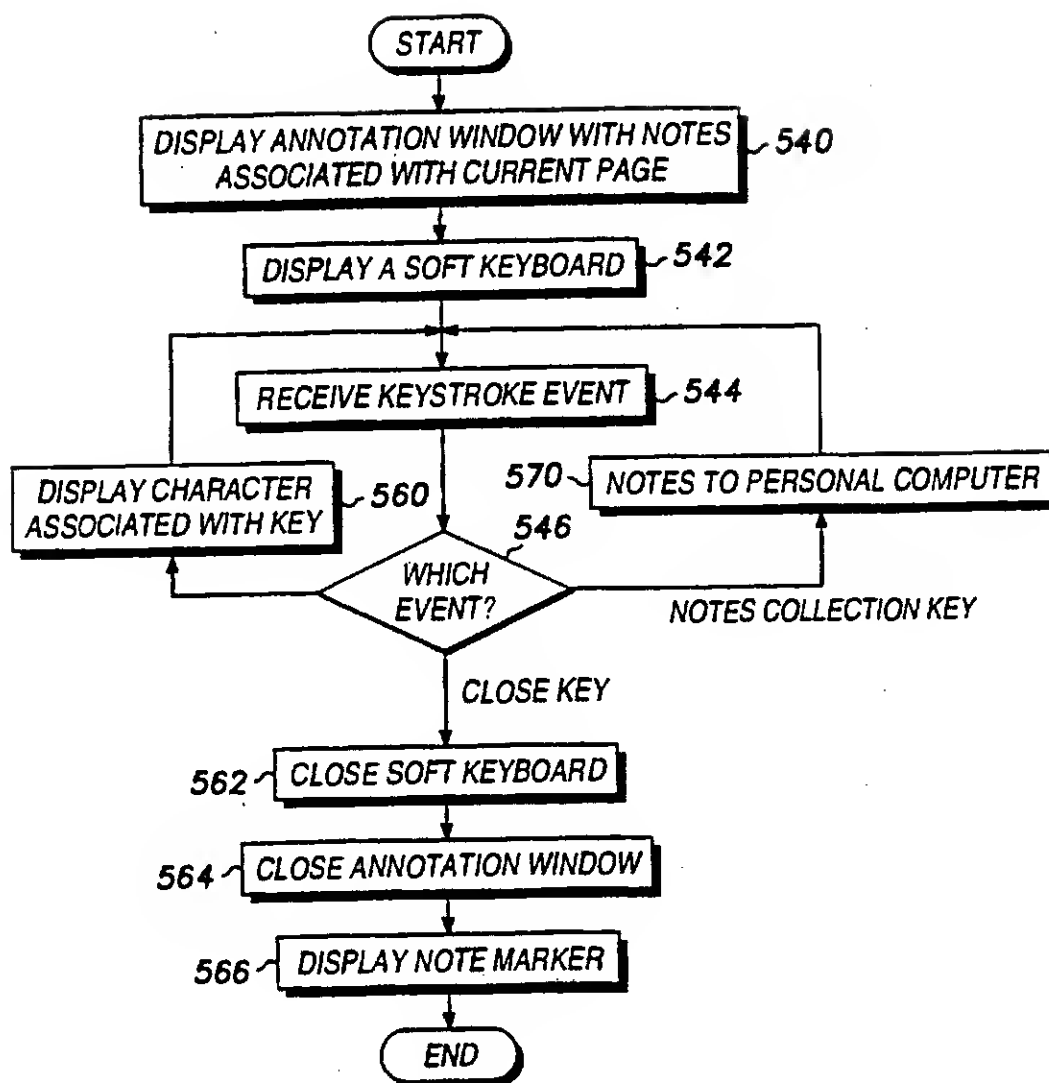 START
DISPLAY ANNOTATION WINDOW WITH NOTES
ASSOCIATED WITH CURRENT PAGE
540
DISPLAY A SOFT KEYBOARD
542
RECEIVE KEYSTROKE EVENT
544
DISPLAY CHARACTER
ASSOCIATED WITH KEY
560
570
NOTES TO PERSONAL COMPUTER
546
WHICH
EVENT?
NOTES COLLECTION KEY
CLOSE KEY
562
CLOSE SOFT KEYBOARD
564
CLOSE ANNOTATION WINDOW
566
DISPLAY NOTE MARKER
END